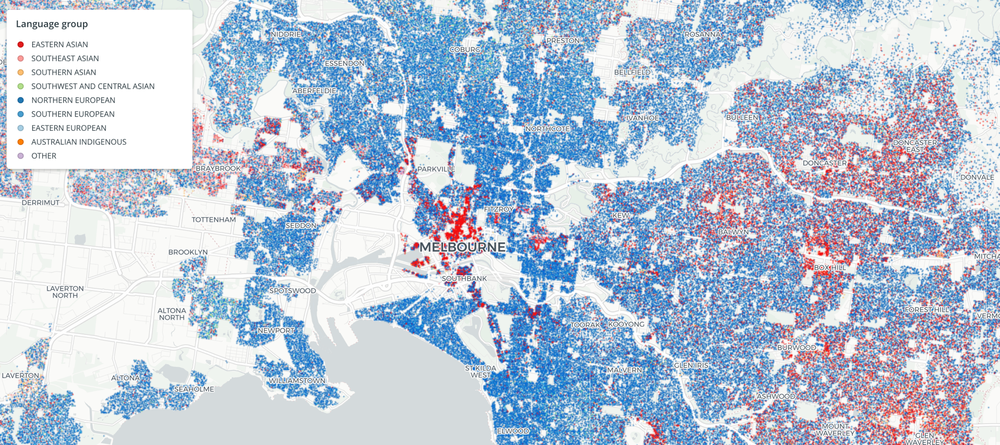 Language group
EASTERN ASIAN
SOUTHEAST ASIAN
SOUTHERN ASIAN
SOUTHWEST AND CENTRAL ASIAN
NORTHERN EUROPEAN
SOUTHERN EUROPEAN
EASTERN EUROPEAN
AUSTRALIAN INDIGENOUS
OTHER
NIDDRIE
COBURG
PRESTON
ROSANNA
ESSENDON
BELLFIELD
ABERFELDIE
NORTHCOTE
IVANHOE
BULLEEN
DONCASTER
EAST
DONCASTER
DONVALE
BRAYBROOK
PARKVILLE
DERRIMUT
TOTTENHAM
SEDDON
FITZROY
KEW
BALWYN
MELBOURNE
BROOKLYN
BOX HILL
MITCHA
SOUTHBANK
LAVERTON
NORTH
SPOTSWOOD
ALTONA
NORTH
NEWPORT
TOORAK
KOOYONG
FOREST HILL
VERMO
BURWOOD
LAVERTON
ALTONA
SEAHOLME
WILLIAMSTOWN
ST KILDA
WEST
MALVERN
GLEN IRIS
ASHWOOD
ELWOOD
MOUNT
WAVERLEY
GLEN
WAVERLEY